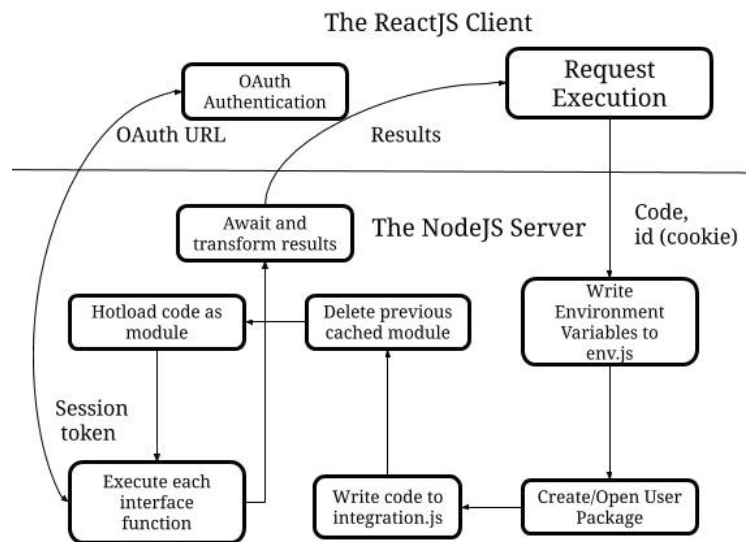 The ReactJS Client
OAuth
Authentication
Request
Execution
OAuth URL
Results
Await and
transform results
The NodeJS Server
Code,
id (cookie)
Hotload code as
module
Delete previous
cached module
Write
Environment
Variables to
env.js
Session
token
Execute each
interface
function
Write code to
integration.js
Create/Open User
Package